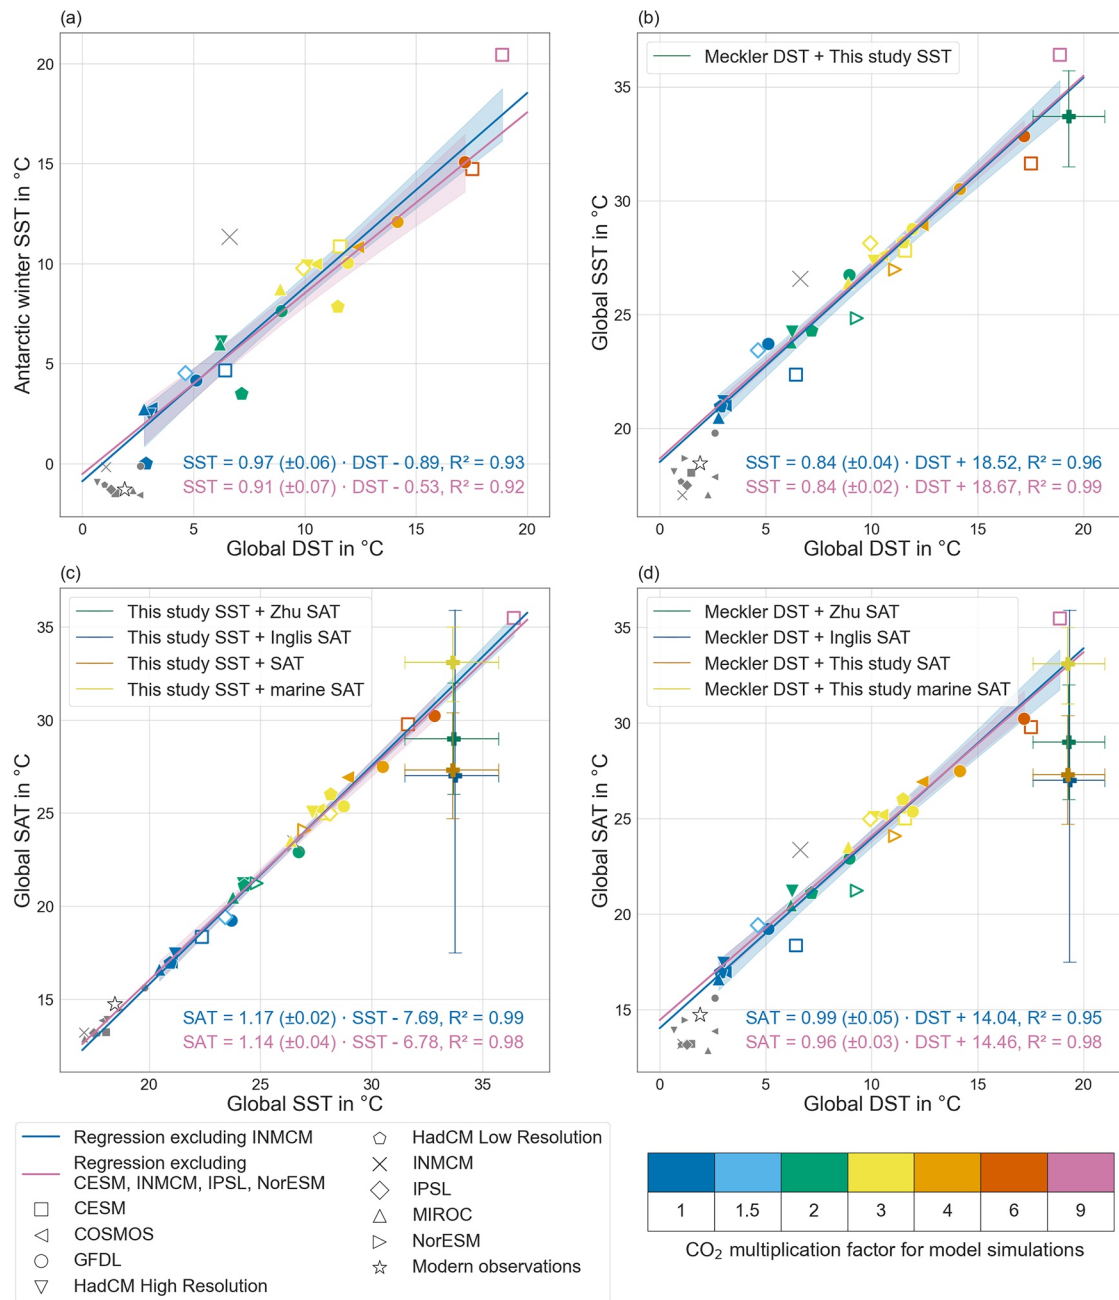 (a)
20
15
10
5
0
Antarctic winter SST in °C
SST = 0.97 (±0.06) · DST - 0.89, R² = 0.93
SST = 0.91 (±0.07) · DST - 0.53, R² = 0.92
0 5 10 15 20
Global DST in °C
(b)
Meckler DST + This study SST
35
30
25
20
Global SST in °C
SST = 0.84 (±0.04) · DST + 18.52, R² = 0.96
SST = 0.84 (±0.02) · DST + 18.67, R² = 0.99
0 5 10 15 20
Global DST in °C
(c)
This study SST + Zhu SAT
This study SST + Inglis SAT
This study SST + SAT
This study SST + marine SAT
35
30
25
20
15
Global SAT in °C
SAT = 1.17 (±0.02) · SST - 7.69, R² = 0.99
SAT = 1.14 (±0.04) · SST - 6.78, R² = 0.98
20 25 30 35
Global SST in °C
(d)
Meckler DST + Zhu SAT
Meckler DST + Inglis SAT
Meckler DST + This study SAT
Meckler DST + This study marine SAT
35
30
25
20
15
Global SAT in °C
SAT = 0.99 (±0.05) · DST + 14.04, R² = 0.95
SAT = 0.96 (±0.03) · DST + 14.46, R² = 0.98
0 5 10 15 20
Global DST in °C
Regression excluding INMCM
Regression excluding
CESM, INMCM, IPSL, NorESM
CESM
COSMOS
GFDL
HadCM High Resolution
HadCM Low Resolution
INMCM
IPSL
MIROC
NorESM
Modern observations
1 1.5 2 3 4 6 9
CO₂ multiplication factor for model simulations